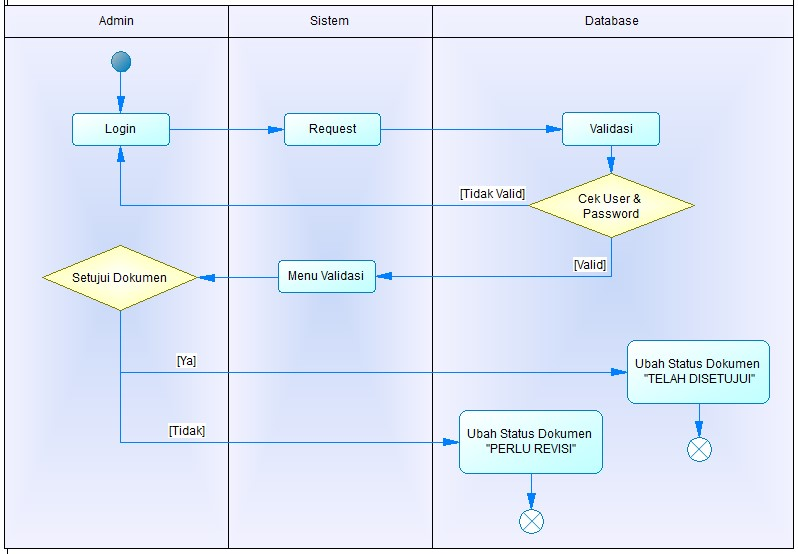 Admin
Sistem
Database
Login
Request
Validasi
[Tidak Valid]
Cek User &
Password
Setujui Dokumen
Menu Validasi
[Valid]
[Ya]
Ubah Status Dokumen
"TELAH DISETUJUI"
[Tidak]
Ubah Status Dokumen
"PERLU REVISI"